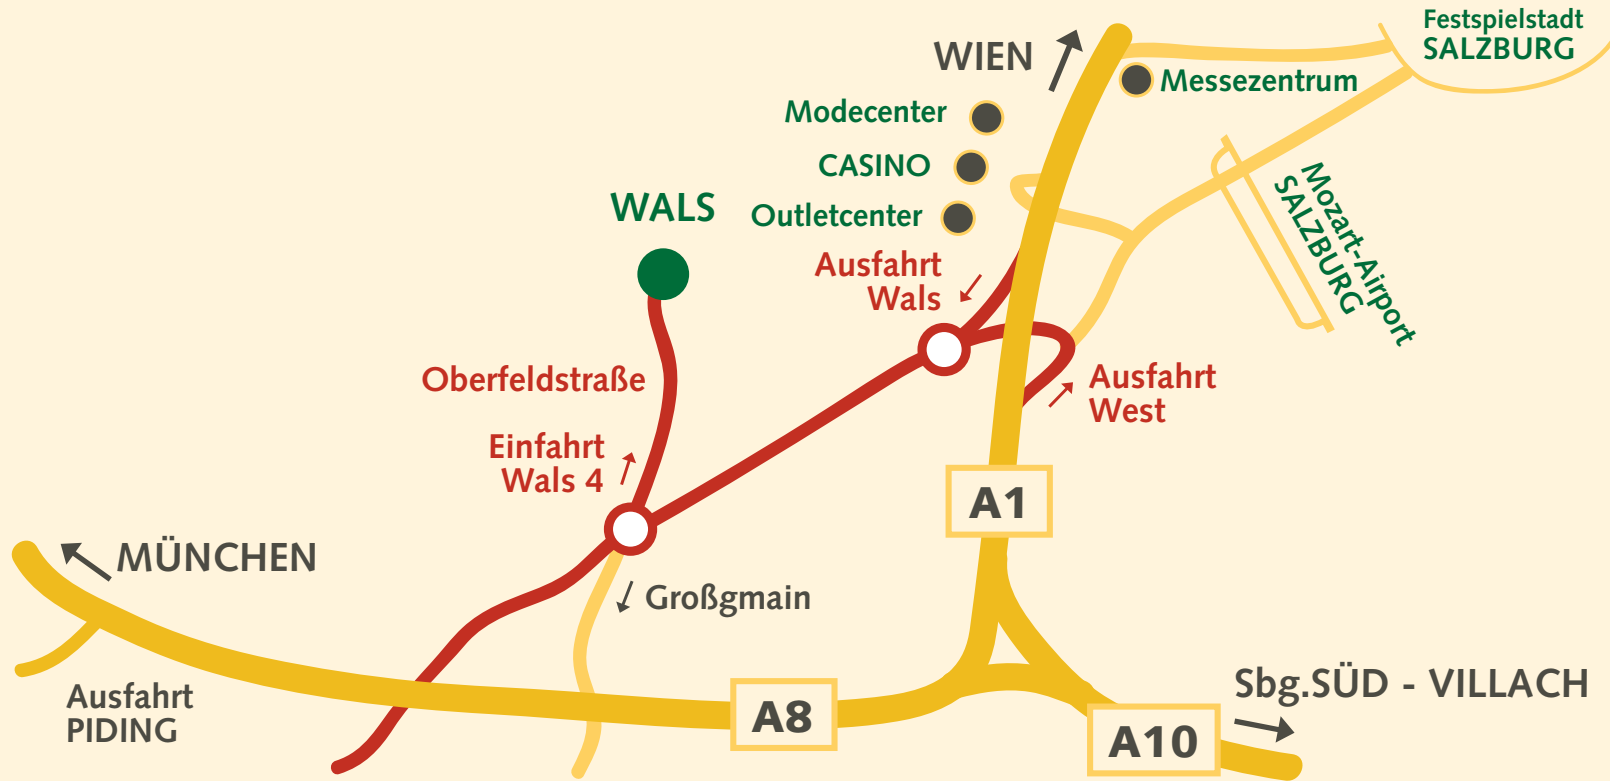 Festspielstadt
SALZBURG
WIEN
Messezentrum
Modecenter
CASINO
WALS
Outletcenter
Mozart-Airport
SALZBURG
Ausfahrt
Wals
Oberfeldstraße
Ausfahrt
West
Einfahrt
Wals 4
A1
MÜNCHEN
Großgmain
Ausfahrt
PIDING
Sbg.SÜD - VILLACH
A8
A10